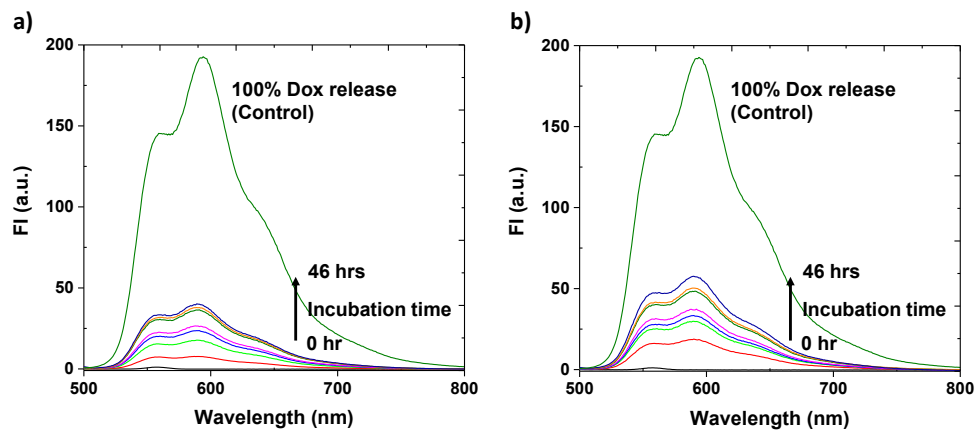 a)
200
150
100
50
0
FI (a.u.)
100% Dox release
(Control)
46 hrs
Incubation time
0 hr
500 600 700 800
Wavelength (nm)
b)
200
150
100
50
0
FI (a.u.)
100% Dox release
(Control)
46 hrs
Incubation time
0 hr
500 600 700 800
Wavelength (nm)